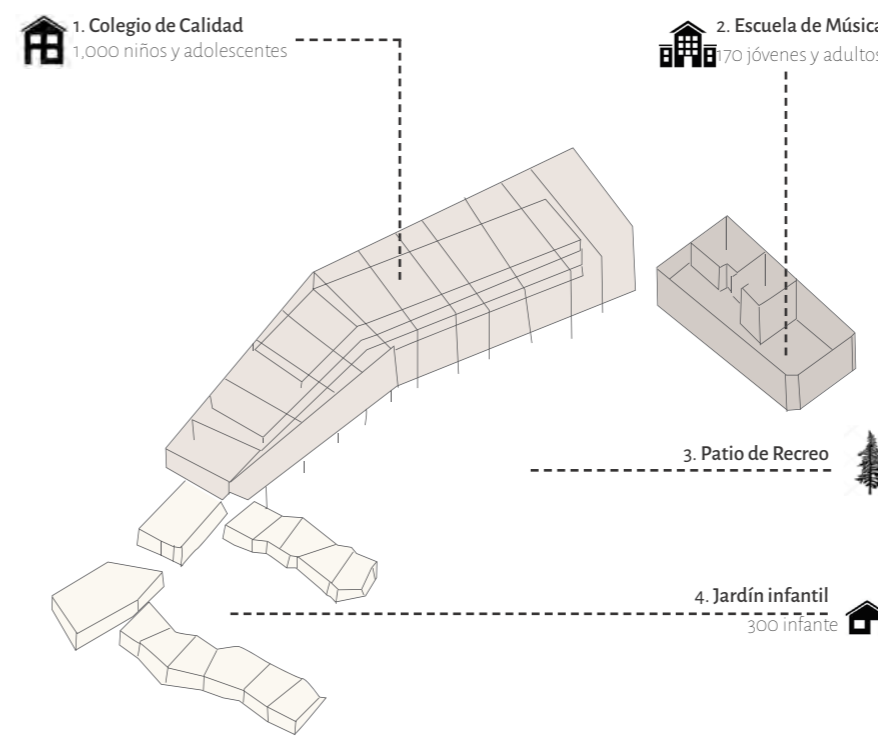 1. Colegio de Calidad
1,000 niños y adolescentes
2. Escuela de Música
170 jóvenes y adultos
3. Patio de Recreo
4. Jardín infantil
300 infante